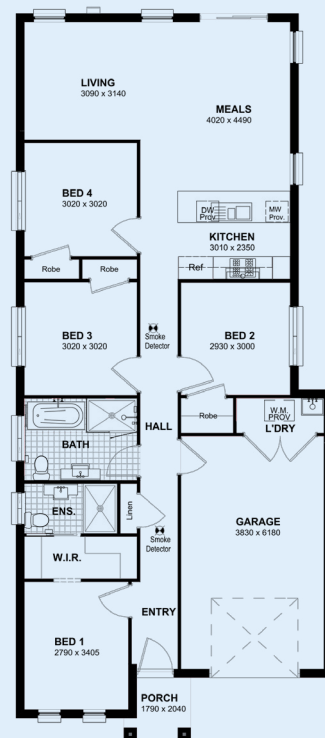 LIVING
3090 x 3140
MEALS
4020 x 4490
BED 4
3020 x 3020
DW
Prov.
MW
Prov.
KITCHEN
3010 x 2350
Ref
Robe
Robe
BED 3
3020 x 3020
Smoke
Detector
BED 2
2930 x 3000
Robe
W.M.
PROV
L'DRY
HALL
BATH
ENS.
Linen
Smoke
Detector
GARAGE
3830 x 6180
W.I.R.
ENTRY
BED 1
2790 x 3405
PORCH
1790 x 2040